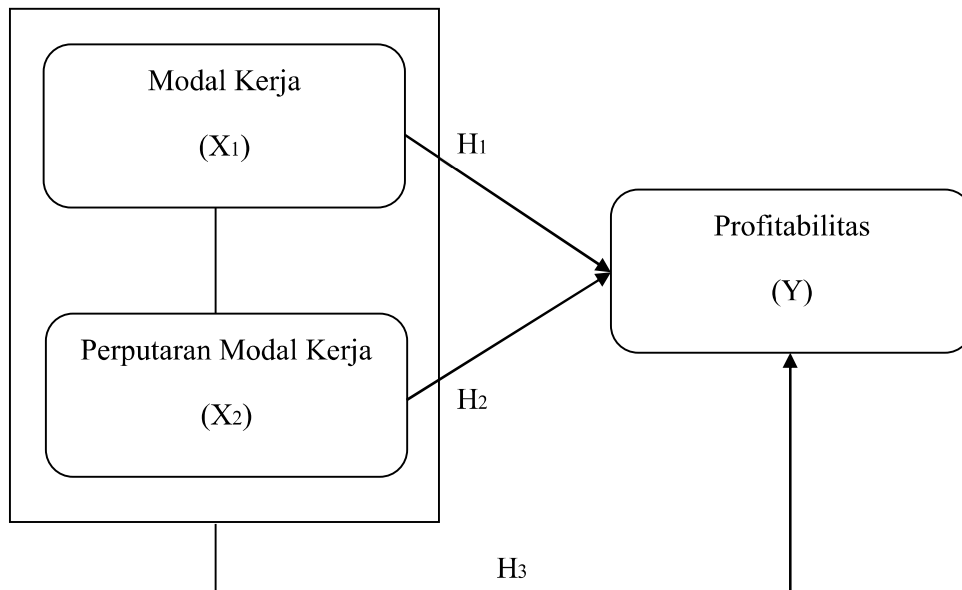 Modal Kerja
(X1)
H1
Profitabilitas
(Y)
Perputaran Modal Kerja
(X2)
H2
H3